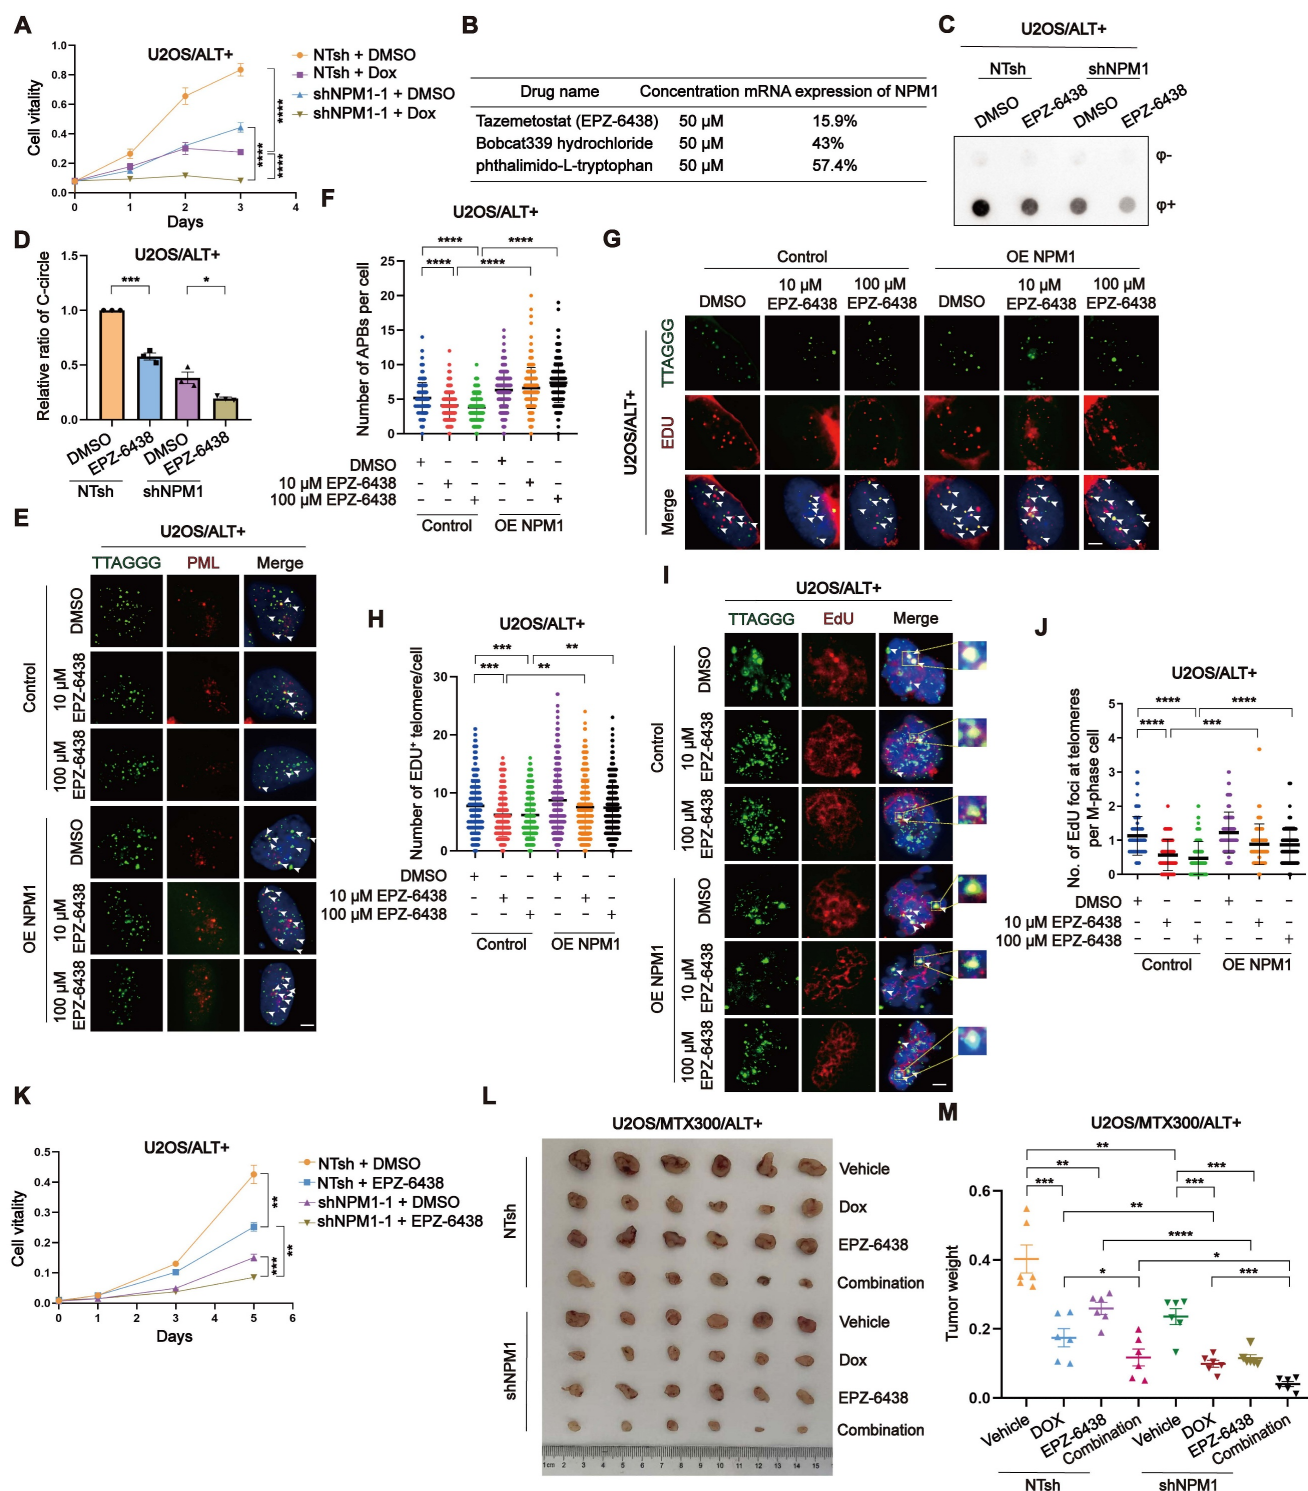 A
U2OS/ALT+
Cell vitality
1.0
0.8
0.6
0.4
0.2
0.0
0 1 2 3 4
Days
NTsh + DMSO
NTsh + Dox
shNPM1-1 + DMSO
shNPM1-1 + Dox
****
****
****
B
Drug name Concentration mRNA expression of NPM1
Tazemetostat (EPZ-6438) 50 μM 15.9%
Bobcat339 hydrochloride 50 μM 43%
phthalimido-L-tryptophan 50 μM 57.4%
C
U2OS/ALT+
NTsh shNPM1
DMSO EPZ-6438 DMSO EPZ-6438
φ-
φ+
D
U2OS/ALT+
Relative ratio of C-circle
1.5
1.0
0.5
0.0
*** *
DMSO EPZ-6438 DMSO EPZ-6438
NTsh shNPM1
E
U2OS/ALT+
TTAGGG PML Merge
Control
DMSO
10 μM EPZ-6438
100 μM EPZ-6438
OE NPM1
DMSO
10 μM EPZ-6438
100 μM EPZ-6438
F
U2OS/ALT+
Number of APBs per cell
25
20
15
10
5
0
**** ****
**** ****
DMSO + − − + − −
10 μM EPZ-6438 − + − − + −
100 μM EPZ-6438 − − + − − +
Control OE NPM1
G
Control OE NPM1
DMSO 10 μM EPZ-6438 100 μM EPZ-6438 DMSO 10 μM EPZ-6438 100 μM EPZ-6438
U2OS/ALT+
TTAGGG
EDU
Merge
H
U2OS/ALT+
Number of EDU⁺ telomere/cell
30
20
10
0
*** **
*** **
DMSO + − − + − −
10 μM EPZ-6438 − + − − + −
100 μM EPZ-6438 − − + − − +
Control OE NPM1
I
U2OS/ALT+
TTAGGG EdU Merge
Control
DMSO
10 μM EPZ-6438
100 μM EPZ-6438
OE NPM1
DMSO
10 μM EPZ-6438
100 μM EPZ-6438
J
U2OS/ALT+
No. of EdU foci at telomeres
per M-phase cell
5
4
3
2
1
0
**** ****
**** ***
DMSO + − − + − −
10 μM EPZ-6438 − + − − + −
100 μM EPZ-6438 − − + − − +
Control OE NPM1
K
U2OS/ALT+
Cell vitality
0.5
0.4
0.3
0.2
0.1
0.0
0 1 2 3 4 5 6
Days
NTsh + DMSO
NTsh + EPZ-6438
shNPM1-1 + DMSO
shNPM1-1 + EPZ-6438
**
**
***
L
U2OS/MTX300/ALT+
NTsh
Vehicle
Dox
EPZ-6438
Combination
shNPM1
Vehicle
Dox
EPZ-6438
Combination
1cm 2 3 4 5 6 7 8 9 10 11 12 13 14 15
M
U2OS/MTX300/ALT+
Tumor weight
0.6
0.4
0.2
0.0
**
** ***
*** ***
**
****
*
* ***
Vehicle DOX EPZ-6438 Combination Vehicle DOX EPZ-6438 Combination
NTsh shNPM1